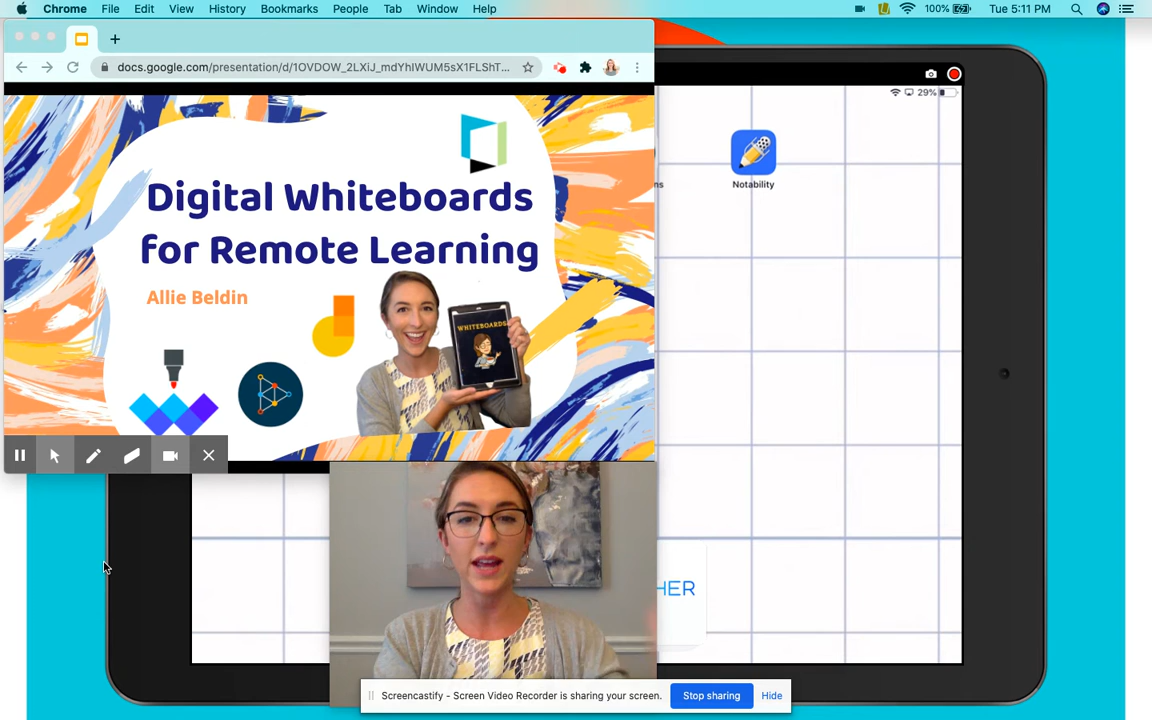 Chrome File Edit View History Bookmarks People Tab Window Help
100% Tue 5:11 PM
docs.google.com/presentation/d/1OVDOW_2LXiJ_mdYhIWUM5sX1FLShT...
29%
Digital Whiteboards
for Remote Learning
Allie Beldin
WHITEBOARDS
ns
Notability
HER
Screencastify - Screen Video Recorder is sharing your screen. Stop sharing Hide